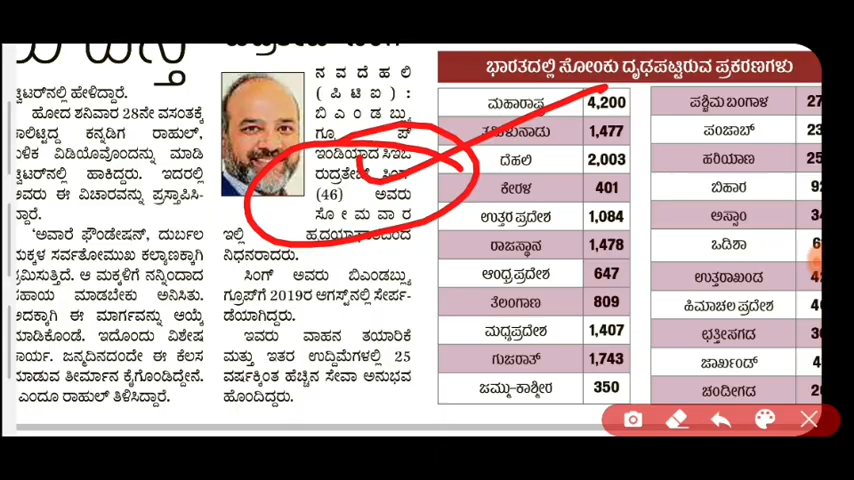 ಟ್ವಿಟರ್‌ನಲ್ಲಿ ಹೇಳಿದ್ದಾರೆ.
ಹೋದ ಶನಿವಾರ 28ನೇ ವಸಂತಕ್ಕೆ
ಕಾಲಿಟ್ಟಿದ್ದ ಕನ್ನಡಿಗ ರಾಹುಲ್,
ವಿಡಿಯೊವೊಂದನ್ನು ಮಾಡಿ
ಟ್ವಿಟರ್‌ನಲ್ಲಿ ಹಾಕಿದ್ದರು. ಇದರಲ್ಲಿ
ಅವರು ಈ ವಿಚಾರವನ್ನು ಪ್ರಸ್ತಾಪಿಸಿ-
ದ್ದಾರೆ.
'ಅವಾರೆ ಫೌಂಡೇಷನ್, ದುರ್ಬಲ
ಮಕ್ಕಳ ಸರ್ವತೋಮುಖ ಕಲ್ಯಾಣಕ್ಕಾಗಿ
ಶ್ರಮಿಸುತ್ತಿದೆ. ಆ ಮಕ್ಕಳಿಗೆ ನನ್ನಿಂದಾದ
ಸಹಾಯ ಮಾಡಬೇಕು ಅನಿಸಿತು.
ಅದಕ್ಕಾಗಿ ಈ ಮಾರ್ಗವನ್ನು ಆಯ್ಕೆ
ಮಾಡಿಕೊಂಡೆ. ಇದೊಂದು ವಿಶೇಷ
ಕಾರ್ಯ. ಜನ್ಮದಿನದಂದೇ ಈ ಕೆಲಸ
ಮಾಡುವ ತೀರ್ಮಾನ ಕೈಗೊಂಡಿದ್ದೇನೆ.
ಎಂದೂ ರಾಹುಲ್ ತಿಳಿಸಿದ್ದಾರೆ.
ನವದೆಹಲಿ
(ಪಿಟಿಐ):
ಬಿಎಂಡಬ್ಲ್ಯು
ಗ್ರೂಪ್
ಇಂಡಿಯಾದ ಸಿಇಒ
ರುದ್ರತೇಜ್ ಸಿಂಗ್
(46) ಅವರು
ಸೋಮವಾರ
ಇಲ್ಲಿ ಹೃದಯಾಘಾತದಿಂದ
ನಿಧನರಾದರು.
ಸಿಂಗ್ ಅವರು ಬಿಎಂಡಬ್ಲ್ಯು
ಗ್ರೂಪ್‌ಗೆ 2019ರ ಆಗಸ್ಟ್‌ನಲ್ಲಿ ಸೇರ್ಪ-
ಡೆಯಾಗಿದ್ದರು.
ಇವರು ವಾಹನ ತಯಾರಿಕೆ
ಮತ್ತು ಇತರ ಉದ್ದಿಮೆಗಳಲ್ಲಿ 25
ವರ್ಷಕ್ಕಿಂತ ಹೆಚ್ಚಿನ ಸೇವಾ ಅನುಭವ
ಹೊಂದಿದ್ದರು.
ಭಾರತದಲ್ಲಿ ಸೋಂಕು ದೃಢಪಟ್ಟಿರುವ ಪ್ರಕರಣಗಳು
ಮಹಾರಾಷ್ಟ್ರ 4,200
ತಮಿಳುನಾಡು 1,477
ದೆಹಲಿ 2,003
ಕೇರಳ 401
ಉತ್ತರ ಪ್ರದೇಶ 1,084
ರಾಜಸ್ಥಾನ 1,478
ಆಂಧ್ರಪ್ರದೇಶ 647
ತೆಲಂಗಾಣ 809
ಮಧ್ಯಪ್ರದೇಶ 1,407
ಗುಜರಾತ್ 1,743
ಜಮ್ಮು-ಕಾಶ್ಮೀರ 350
ಪಶ್ಚಿಮ ಬಂಗಾಳ
ಪಂಜಾಬ್
ಹರಿಯಾಣ
ಬಿಹಾರ
ಅಸ್ಸಾಂ
ಒಡಿಶಾ
ಉತ್ತರಾಖಂಡ
ಹಿಮಾಚಲ ಪ್ರದೇಶ
ಛತ್ತೀಸಗಡ
ಜಾರ್ಖಂಡ್
ಚಂದೀಗಡ